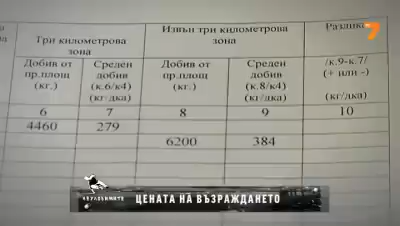 7
Три километрова
зона
Извън три километрова
зона
Разлика
Добив от
пр.площ
(кг.)
Среден
добив
(к.6/к4)
(кг/дка)
Добив от
пр.площ
(кг.)
Среден
добив
(к.8/к4)
(кг/дка)
/к.9-к.7/
(+ или -)
(кг/дка)
6 7 8 9 10
4460 279
6200 384
НЕУЛОВИМИТЕ
ЦЕНАТА НА ВЪЗРАЖДАНЕТО